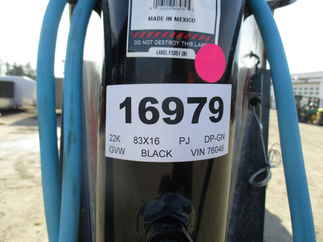 MADE IN MEXICO
DO NOT DESTROY THIS LABEL
16979
22K 83X16 PJ DP-GN
GVW BLACK VIN 76046